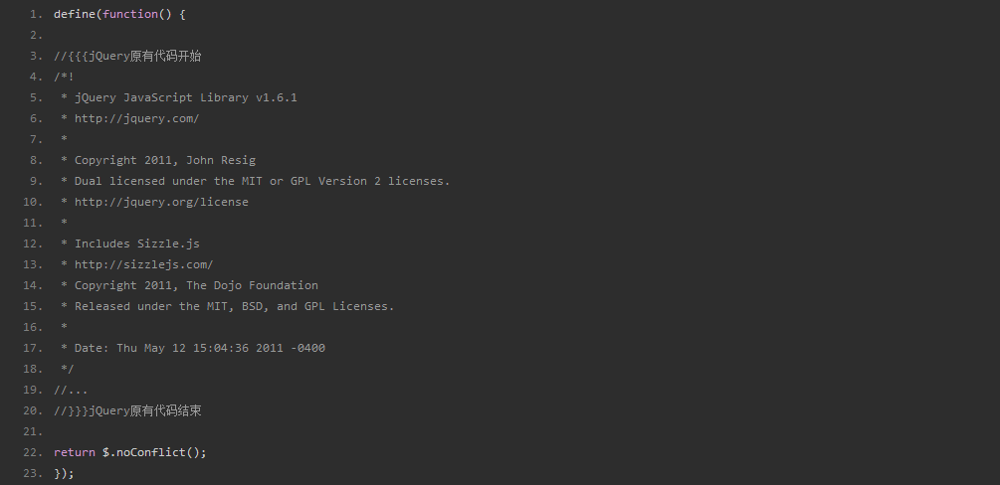 1. define(function() {
2.
3. //{{{jQuery原有代码开始
4. /*!
5.  * jQuery JavaScript Library v1.6.1
6.  * http://jquery.com/
7.  *
8.  * Copyright 2011, John Resig
9.  * Dual licensed under the MIT or GPL Version 2 licenses.
10.  * http://jquery.org/license
11.  *
12.  * Includes Sizzle.js
13.  * http://sizzlejs.com/
14.  * Copyright 2011, The Dojo Foundation
15.  * Released under the MIT, BSD, and GPL Licenses.
16.  *
17.  * Date: Thu May 12 15:04:36 2011 -0400
18.  */
19. //...
20. //}}}jQuery原有代码结束
21.
22. return $.noConflict();
23. });